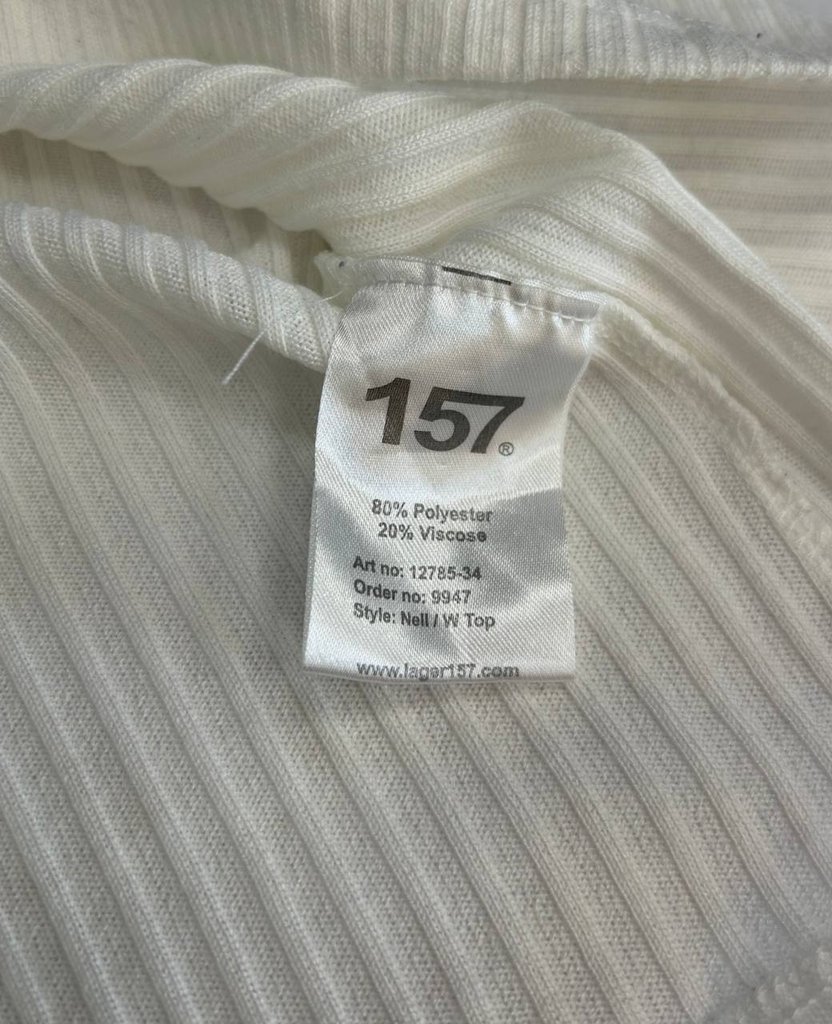 157®
80% Polyester
20% Viscose
Art no: 12785-34
Order no: 9947
Style: Nell / W Top
www.lager157.com